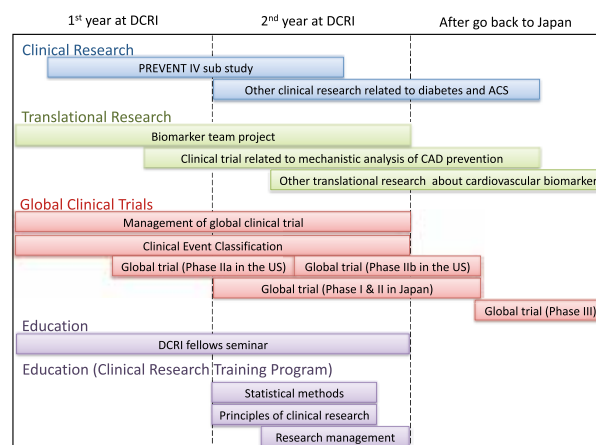 1st year at DCRI 2nd year at DCRI After go back to Japan
Clinical Research
PREVENT IV sub study
Other clinical research related to diabetes and ACS
Translational Research
Biomarker team project
Clinical trial related to mechanistic analysis of CAD prevention
Other translational research about cardiovascular biomarker
Global Clinical Trials
Management of global clinical trial
Clinical Event Classification
Global trial (Phase IIa in the US) Global trial (Phase IIb in the US)
Global trial (Phase I & II in Japan)
Global trial (Phase III)
Education
DCRI fellows seminar
Education (Clinical Research Training Program)
Statistical methods
Principles of clinical research
Research management